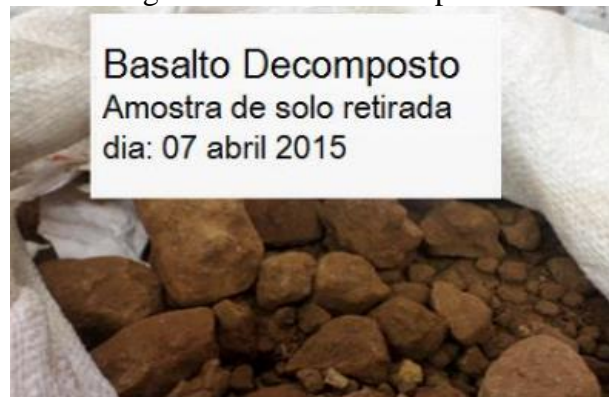 Basalto Decomposto
Amostra de solo retirada
dia: 07 abril 2015